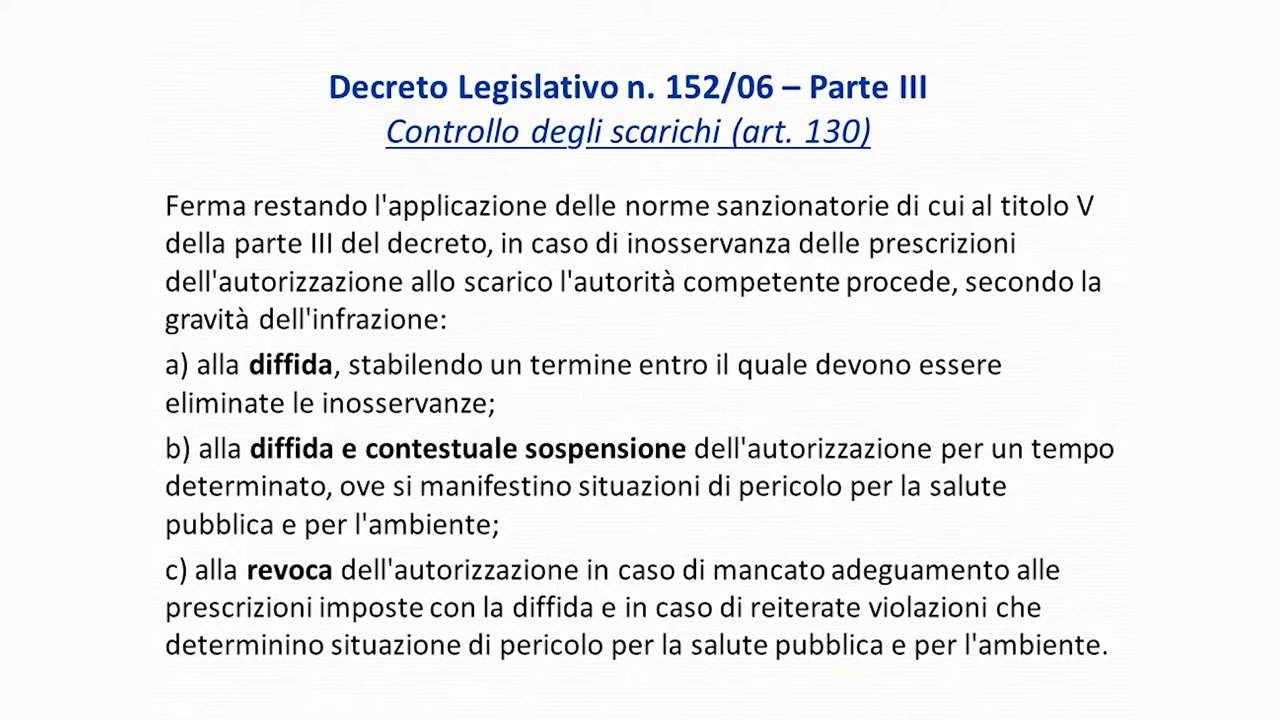 Decreto Legislativo n. 152/06 – Parte III
Controllo degli scarichi (art. 130)
Ferma restando l'applicazione delle norme sanzionatorie di cui al titolo V
della parte III del decreto, in caso di inosservanza delle prescrizioni
dell'autorizzazione allo scarico l'autorità competente procede, secondo la
gravità dell'infrazione:
a) alla diffida, stabilendo un termine entro il quale devono essere
eliminate le inosservanze;
b) alla diffida e contestuale sospensione dell'autorizzazione per un tempo
determinato, ove si manifestino situazioni di pericolo per la salute
pubblica e per l'ambiente;
c) alla revoca dell'autorizzazione in caso di mancato adeguamento alle
prescrizioni imposte con la diffida e in caso di reiterate violazioni che
determinino situazione di pericolo per la salute pubblica e per l'ambiente.